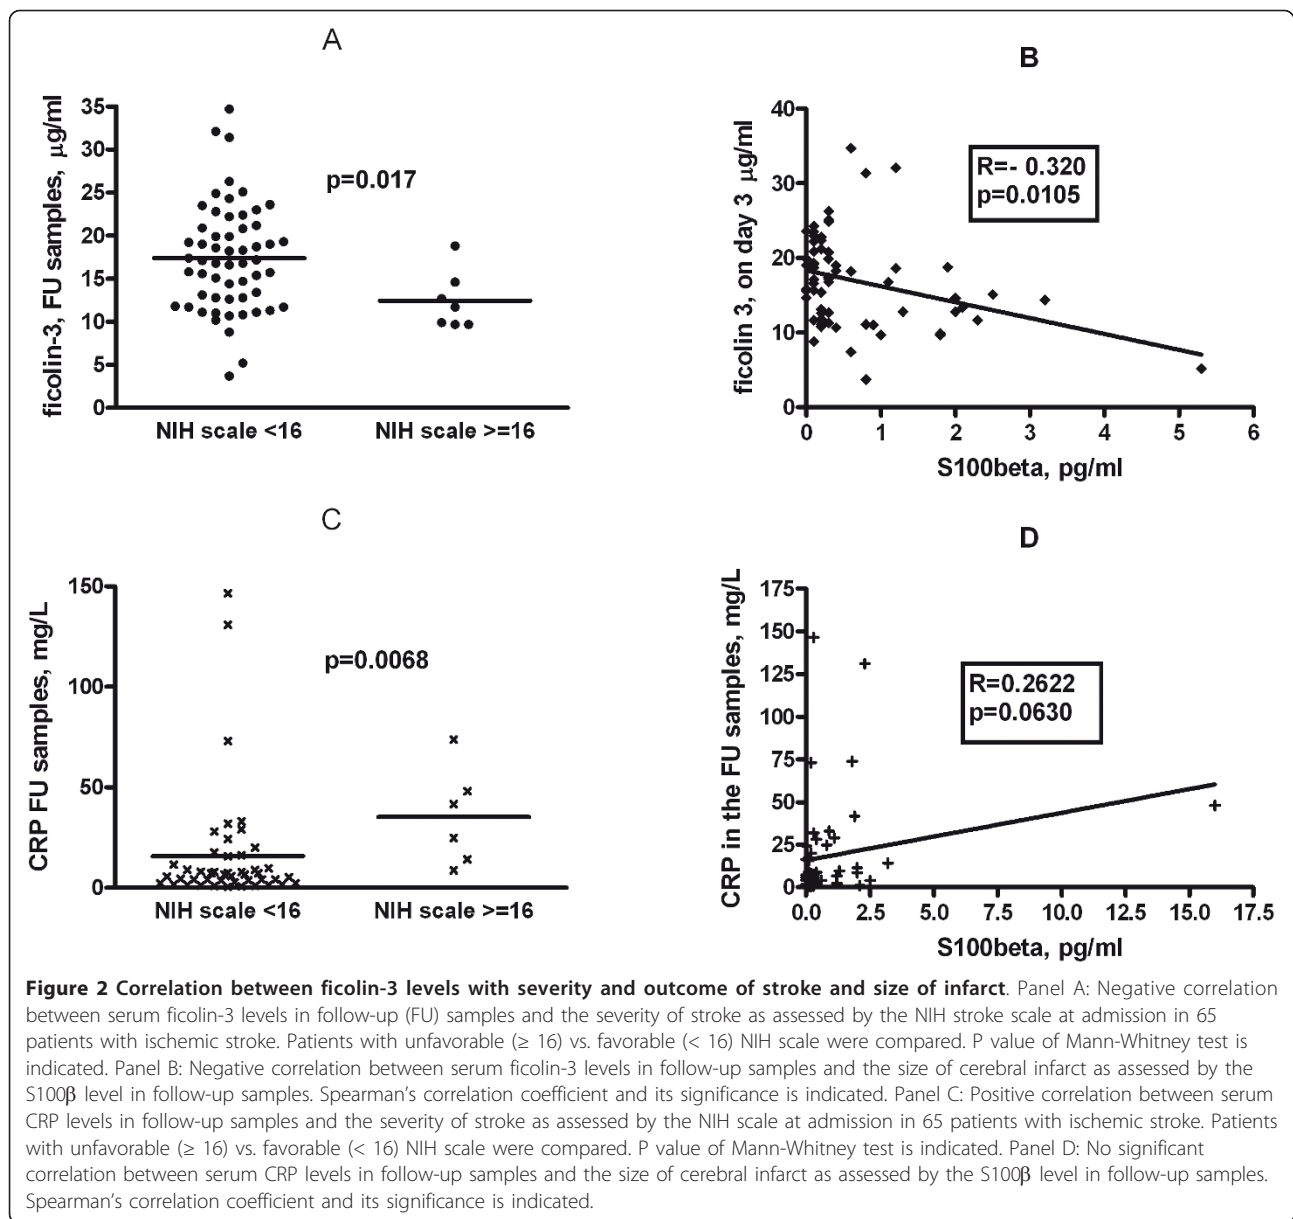 A
ficolin-3, FU samples, μg/ml
35
30
25
20
15
10
5
0
p=0.017
NIH scale <16
NIH scale >=16
B
ficolin 3, on day 3 μg/ml
40
30
20
10
0
R=- 0.320
p=0.0105
0 1 2 3 4 5 6
S100beta, pg/ml
C
CRP FU samples, mg/L
150
100
50
0
p=0.0068
NIH scale <16
NIH scale >=16
D
CRP in the FU samples, mg/L
175
150
125
100
75
50
25
0
R=0.2622
p=0.0630
0.0 2.5 5.0 7.5 10.0 12.5 15.0 17.5
S100beta, pg/ml
Figure 2 Correlation between ficolin-3 levels with severity and outcome of stroke and size of infarct. Panel A: Negative correlation
between serum ficolin-3 levels in follow-up (FU) samples and the severity of stroke as assessed by the NIH stroke scale at admission in 65
patients with ischemic stroke. Patients with unfavorable (≥ 16) vs. favorable (< 16) NIH scale were compared. P value of Mann-Whitney test is
indicated. Panel B: Negative correlation between serum ficolin-3 levels in follow-up samples and the size of cerebral infarct as assessed by the
S100β level in follow-up samples. Spearman's correlation coefficient and its significance is indicated. Panel C: Positive correlation between serum
CRP levels in follow-up samples and the severity of stroke as assessed by the NIH scale at admission in 65 patients with ischemic stroke. Patients
with unfavorable (≥ 16) vs. favorable (< 16) NIH scale were compared. P value of Mann-Whitney test is indicated. Panel D: No significant
correlation between serum CRP levels in follow-up samples and the size of cerebral infarct as assessed by the S100β level in follow-up samples.
Spearman's correlation coefficient and its significance is indicated.